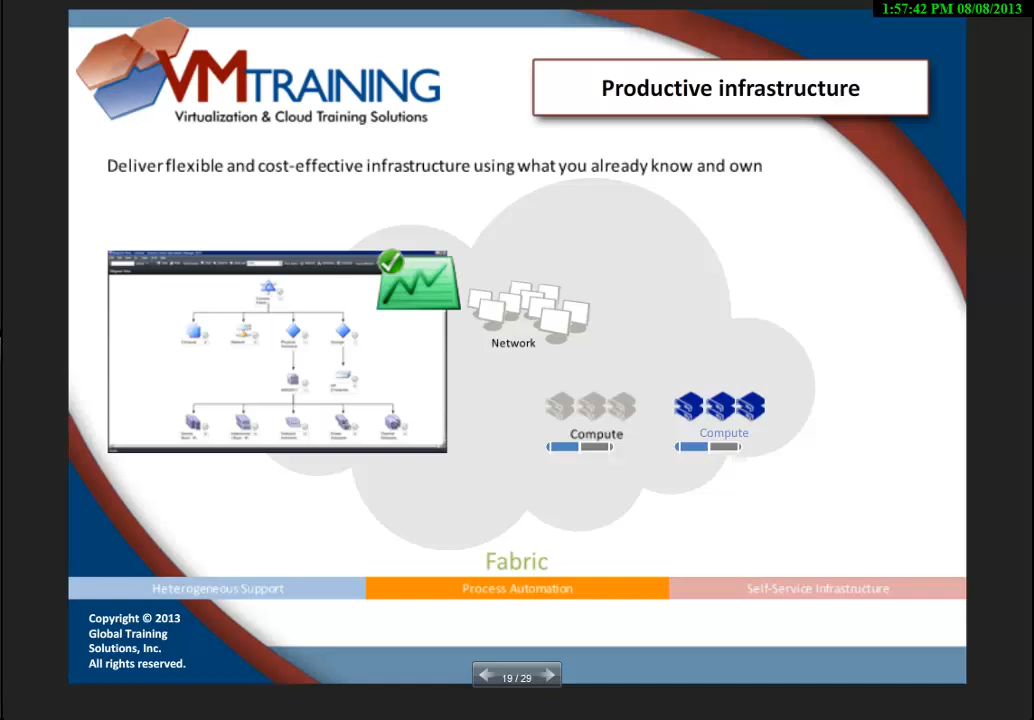 1:57:42 PM 08/08/2013
VMTRAINING
Virtualization & Cloud Training Solutions
Productive infrastructure
Deliver flexible and cost-effective infrastructure using what you already know and own
Network
Compute
Compute
Fabric
Heterogeneous Support
Process Automation
Self-Service Infrastructure
Copyright © 2013
Global Training
Solutions, Inc.
All rights reserved.
19 / 29